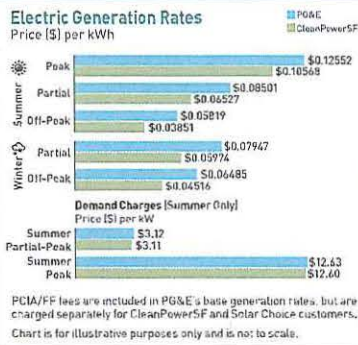 Electric Generation Rates
Price ($) per kWh
PG&E
CleanPowerSF
Summer
Peak
$0.12552
$0.10568
Partial
$0.08501
$0.06527
Off-Peak
$0.05819
$0.03851
Winter
Partial
$0.07947
$0.05974
Off-Peak
$0.06485
$0.04516
Demand Charges (Summer Only)
Price ($) per kW
Summer
Partial-Peak
$3.12
$3.11
Summer
Peak
$12.63
$12.60
PCIA/FF fees are included in PG&E's base generation rates, but are
charged separately for CleanPowerSF and Solar Choice customers.
Chart is for illustrative purposes only and is not to scale.